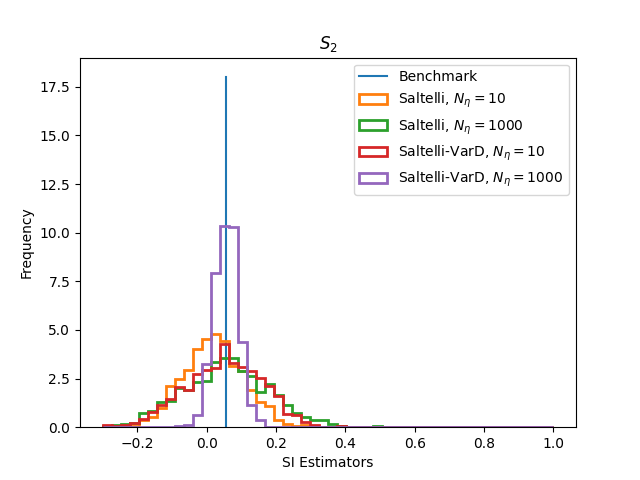 S₂
Benchmark
Saltelli, Nη = 10
Saltelli, Nη = 1000
Saltelli-VarD, Nη = 10
Saltelli-VarD, Nη = 1000
Frequency
17.5
15.0
12.5
10.0
7.5
5.0
2.5
0.0
−0.2 0.0 0.2 0.4 0.6 0.8 1.0
SI Estimators